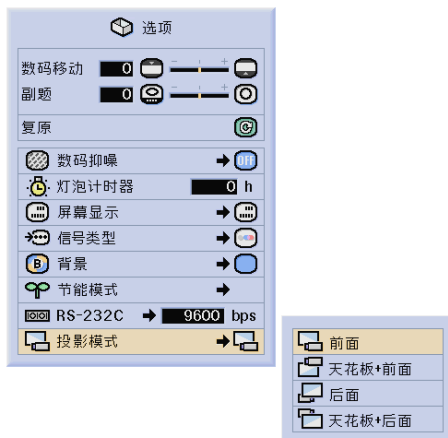 选项
数码移动 0 - +
副题 0 - +
复原
数码抑噪 OFF
灯泡计时器 0 h
屏幕显示
信号类型
B 背景
节能模式
RS-232C 9600 bps
投影模式
前面
天花板+前面
后面
天花板+后面